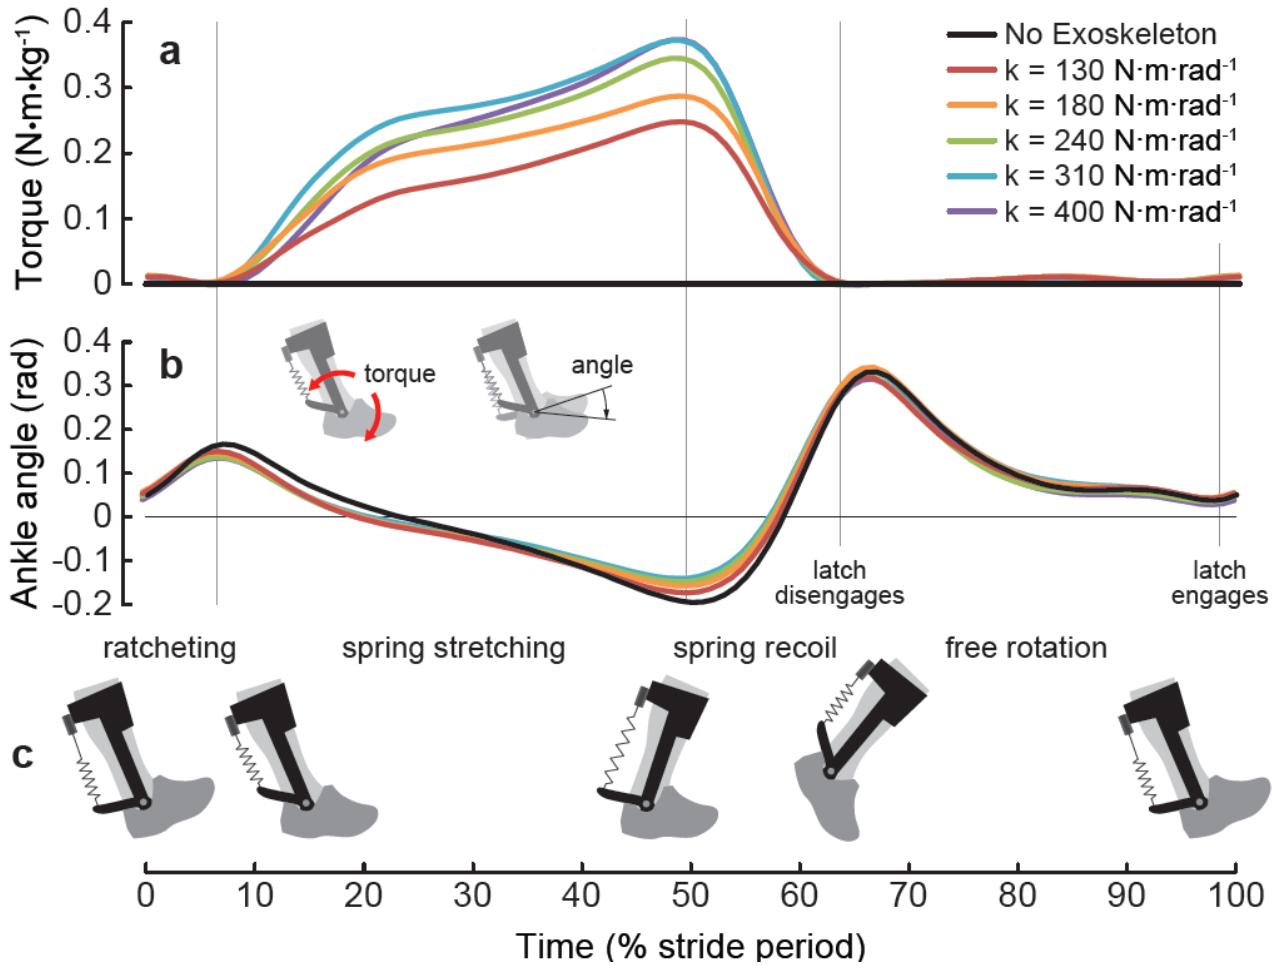 a
Torque (N·m·kg⁻¹)
0.4
0.3
0.2
0.1
0
No Exoskeleton
k = 130 N·m·rad⁻¹
k = 180 N·m·rad⁻¹
k = 240 N·m·rad⁻¹
k = 310 N·m·rad⁻¹
k = 400 N·m·rad⁻¹
b
Ankle angle (rad)
0.4
0.3
0.2
0.1
0
-0.1
-0.2
torque
angle
latch
disengages
latch
engages
ratcheting
spring stretching
spring recoil
free rotation
c
0 10 20 30 40 50 60 70 80 90 100
Time (% stride period)